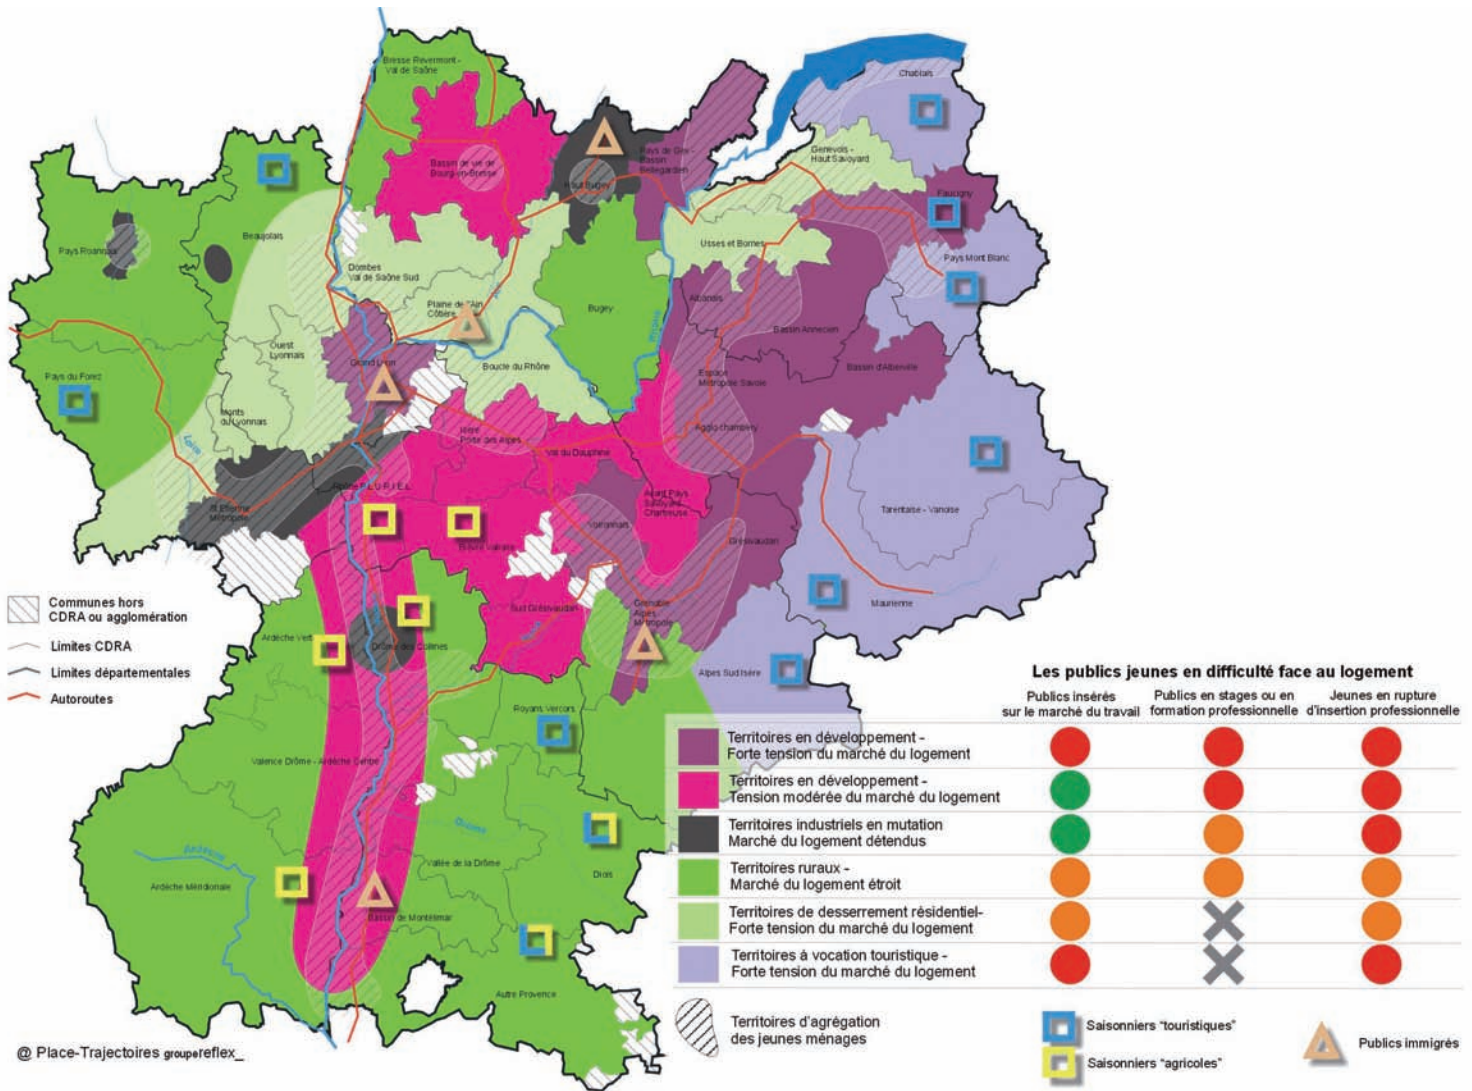 Bresse Revermont -
Val de Saône
Chablais
Bassin de vie de
Bourg-en-Bresse
Haut Bugey
Pays de Gex -
Bassin
Bellegardien
Genevois -
Haut Savoyard
Faucigny
Pays Roannais
Beaujolais
Usses et Bornes
Pays Mont Blanc
Dombes
Val de Saône Sud
Plaine de l'Ain
Côtière
Ain
Bugey
Rhône
Albanais
Bassin Annecien
Ouest
Lyonnais
Grand Lyon
Boucle du Rhône
Bassin d'Albertville
Pays du Forez
Espace
Métropole Savoie
Monts
du Lyonnais
Loire
Isère
Porte des Alpes
Agglo chambéry
Val du Dauphiné
St Etienne
Métropole
Avant Pays
Savoyard
Chartreuse
Tarentaise - Vanoise
Voironnais
Bièvre Valloire
Grésivaudan
Sud Grésivaudan
Grenoble
Alpes
Métropole
Maurienne
Ardèche Verte
Drôme des Collines
Alpes Sud Isère
Royans Vercors
Valence Drôme - Ardèche Centre
Drôme
Ardèche
Vallée de la Drôme
Ardèche Méridionale
Diois
Bassin de Montélimar
Autre Provence
Communes hors
CDRA ou agglomération
Limites CDRA
Limites départementales
Autoroutes
Les publics jeunes en difficulté face au logement
Publics insérés
sur le marché du travail
Publics en stages ou en
formation professionnelle
Jeunes en rupture
d'insertion professionnelle
Territoires en développement -
Forte tension du marché du logement
Territoires en développement -
Tension modérée du marché du logement
Territoires industriels en mutation
Marché du logement détendus
Territoires ruraux -
Marché du logement étroit
Territoires de desserrement résidentiel-
Forte tension du marché du logement
Territoires à vocation touristique -
Forte tension du marché du logement
Territoires d'agrégation
des jeunes ménages
Saisonniers "touristiques"
Saisonniers "agricoles"
Publics immigrés
@ Place-Trajectoires groupereflex_